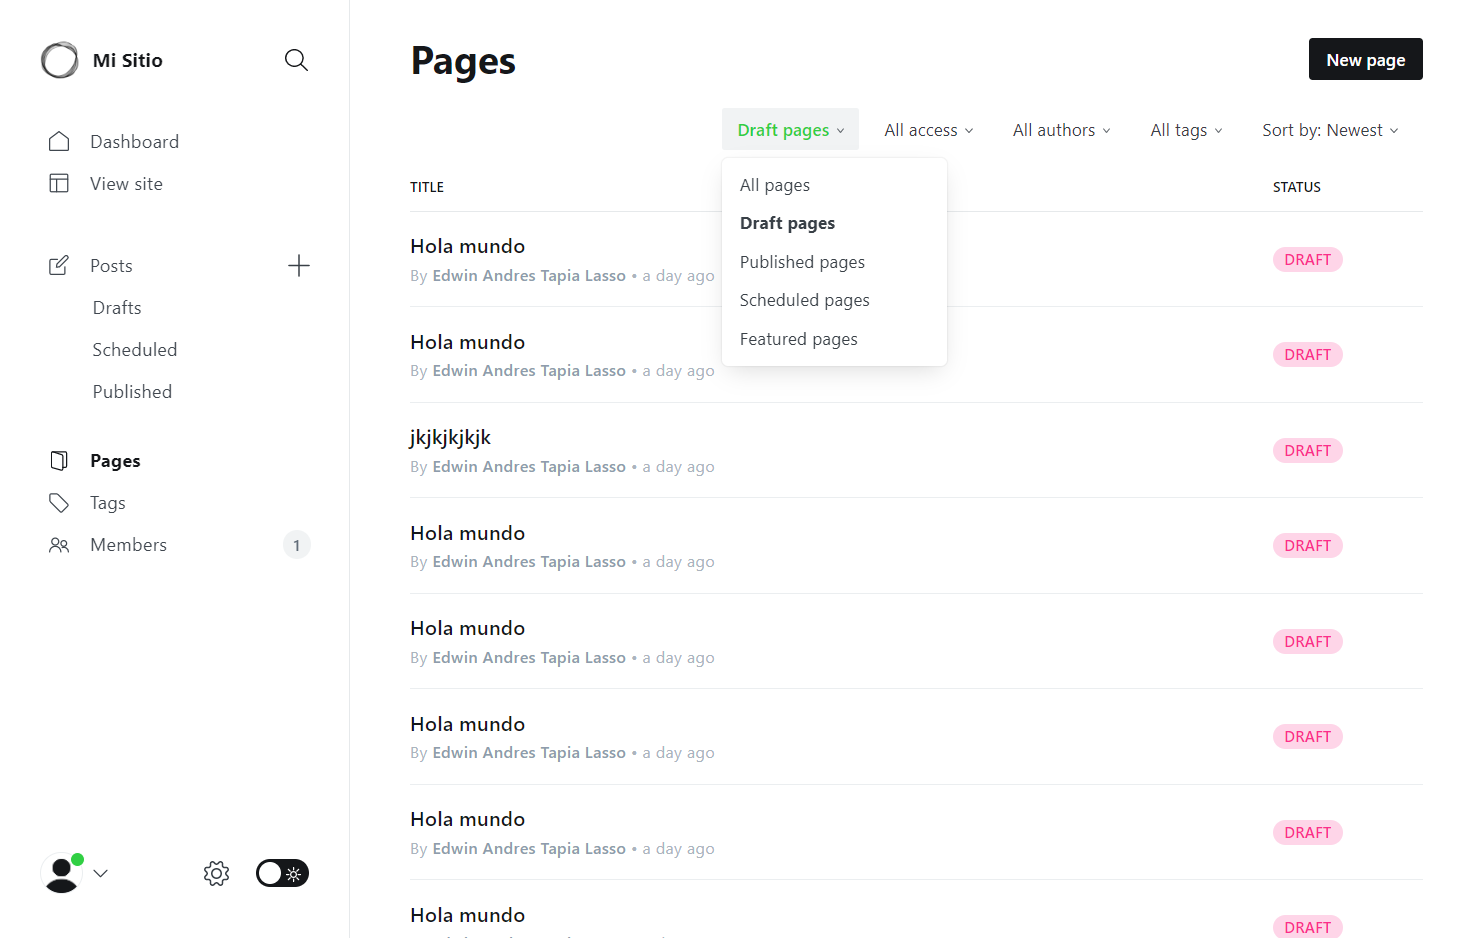 Mi Sitio
Dashboard
View site
Posts
Drafts
Scheduled
Published
Pages
Tags
Members
1
Pages
New page
Draft pages
All access
All authors
All tags
Sort by: Newest
All pages
Draft pages
Published pages
Scheduled pages
Featured pages
TITLE
STATUS
Hola mundo
By Edwin Andres Tapia Lasso • a day ago
DRAFT
Hola mundo
By Edwin Andres Tapia Lasso • a day ago
DRAFT
jkjkjkjkjk
By Edwin Andres Tapia Lasso • a day ago
DRAFT
Hola mundo
By Edwin Andres Tapia Lasso • a day ago
DRAFT
Hola mundo
By Edwin Andres Tapia Lasso • a day ago
DRAFT
Hola mundo
By Edwin Andres Tapia Lasso • a day ago
DRAFT
Hola mundo
By Edwin Andres Tapia Lasso • a day ago
DRAFT
Hola mundo
DRAFT